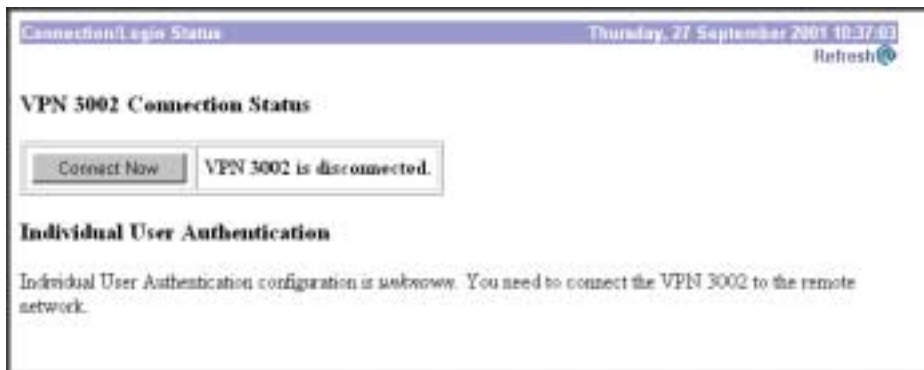 Connection/Login Status Thursday, 27 September 2001 10:37:03
Refresh
VPN 3002 Connection Status
Connect Now VPN 3002 is disconnected.
Individual User Authentication
Individual User Authentication configuration is unknown. You need to connect the VPN 3002 to the remote
network.